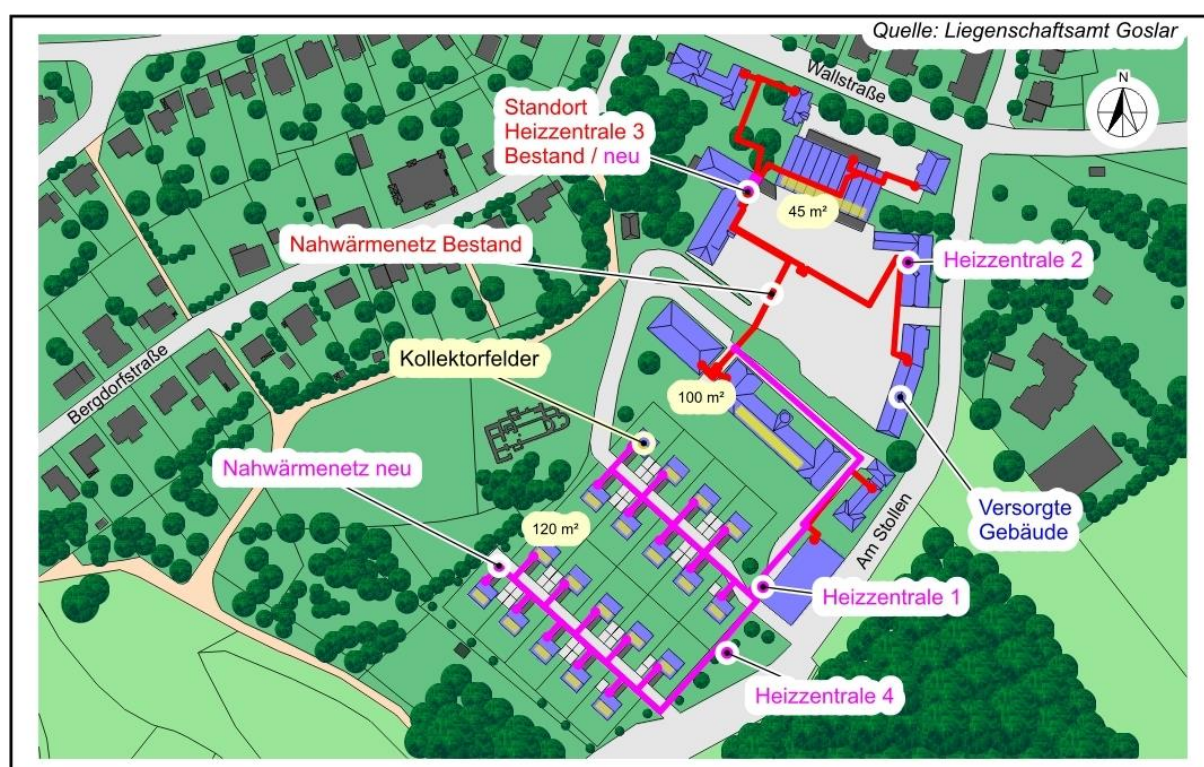 Quelle: Liegenschaftsamt Goslar
Wallstraße
N
Standort
Heizzentrale 3
Bestand / neu
45 m²
Nahwärmenetz Bestand
Heizzentrale 2
Bergdorfstraße
Kollektorfelder
100 m²
Nahwärmenetz neu
Versorgte
Gebäude
120 m²
Am Stollen
Heizzentrale 1
Heizzentrale 4